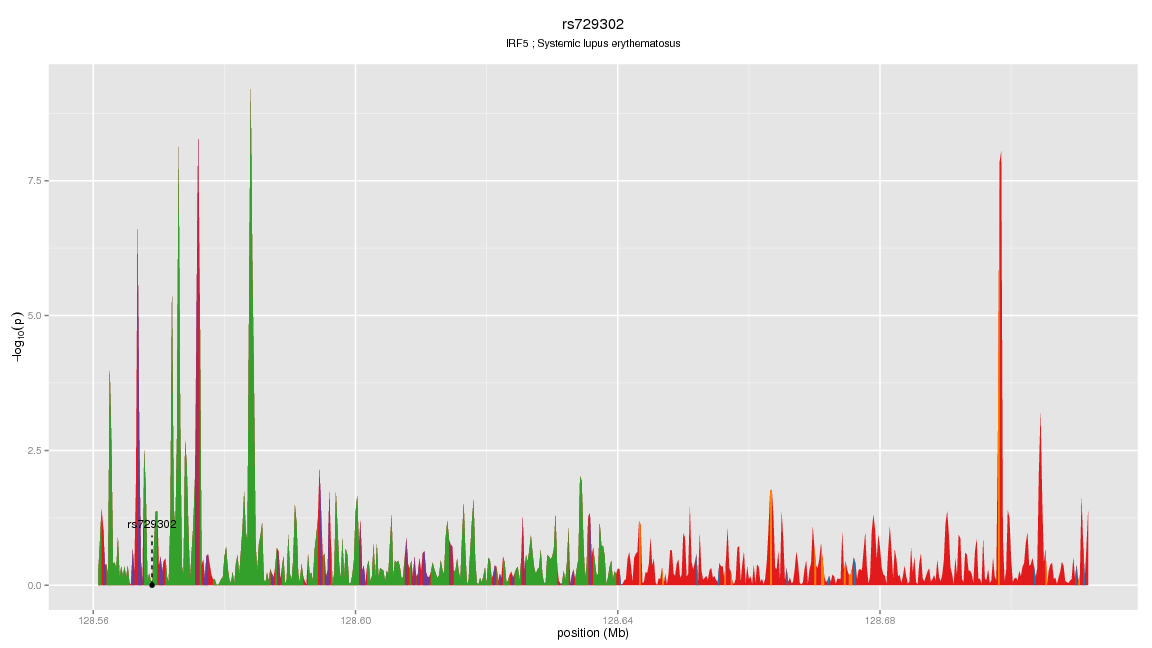 rs729302
IRF5 ; Systemic lupus erythematosus
7.5
5.0
2.5
0.0
−log10(p)
rs729302
128.56
128.60
128.64
128.68
position (Mb)